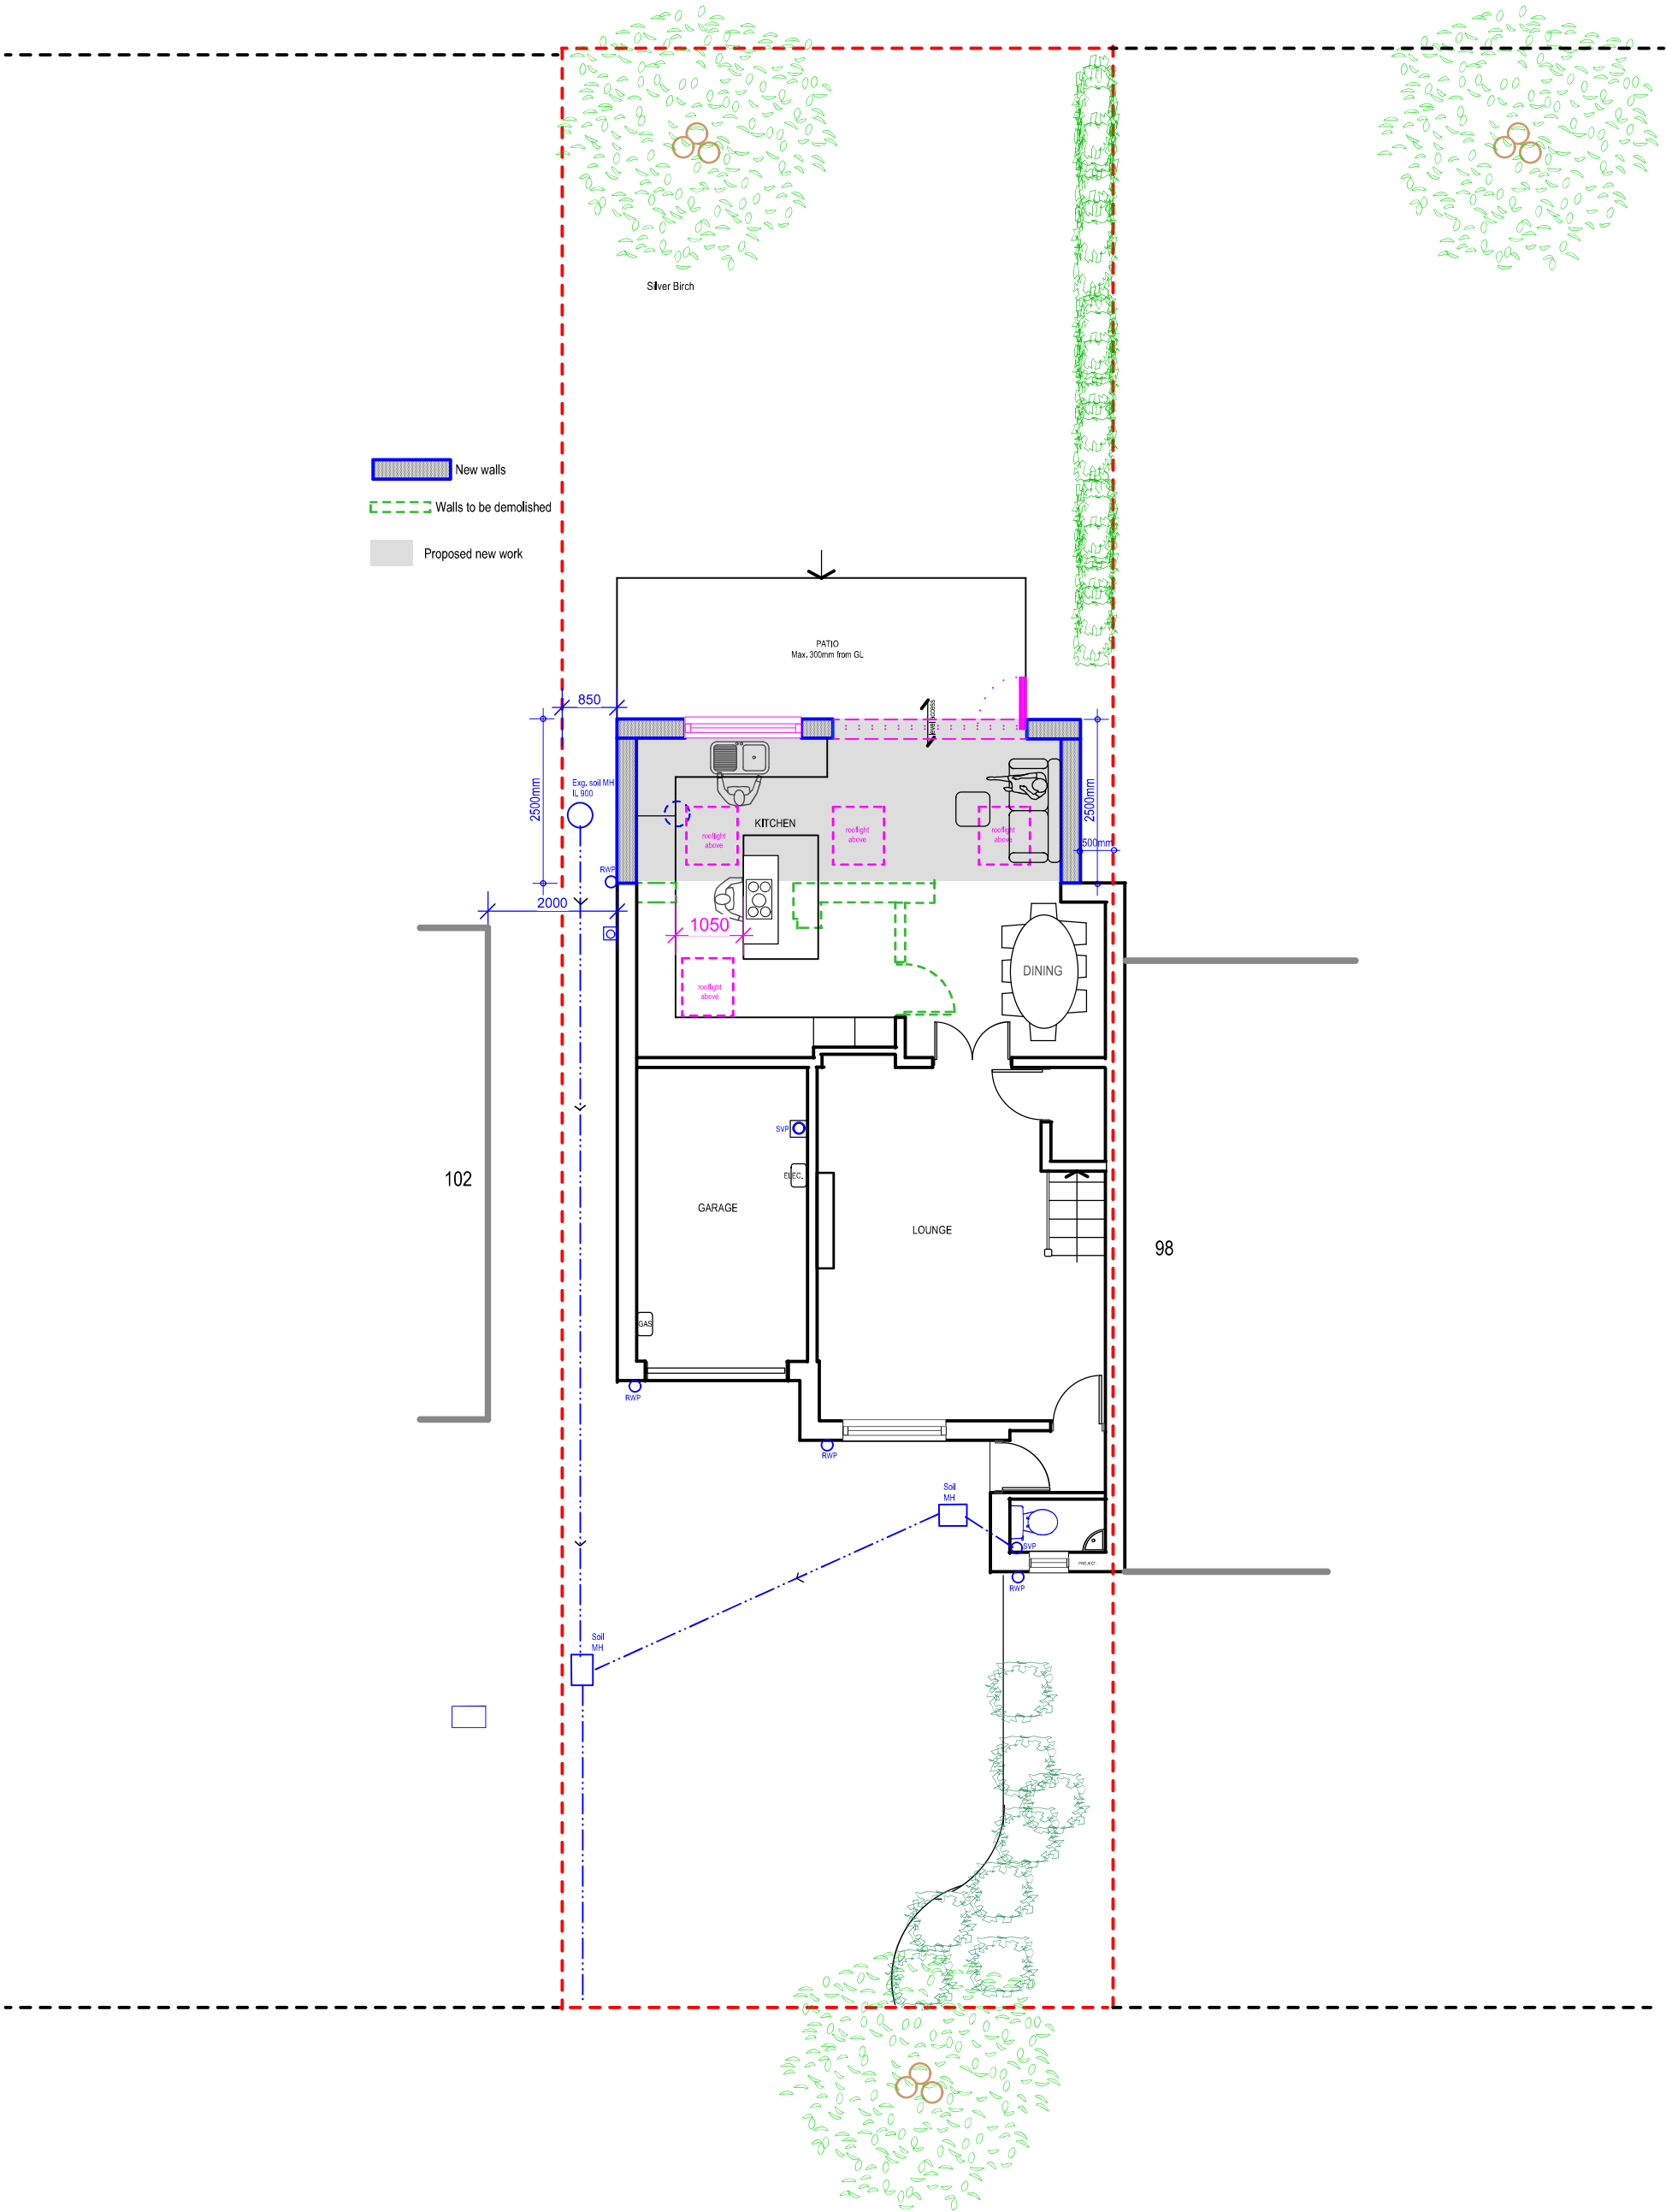 Silver Birch
New walls
Walls to be demolished
Proposed new work
PATIO
Max. 300mm from GL
850
level access
2500mm
Exg. soil MH
IL 900
2500mm
KITCHEN
rooflight
above
rooflight
above
rooflight
above
500mm
RWP
2000
1050
DINING
rooflight
above
SVP
ELEC.
102
GARAGE
LOUNGE
98
GAS
RWP
RWP
Soil
MH
SVP
RWP
Soil
MH